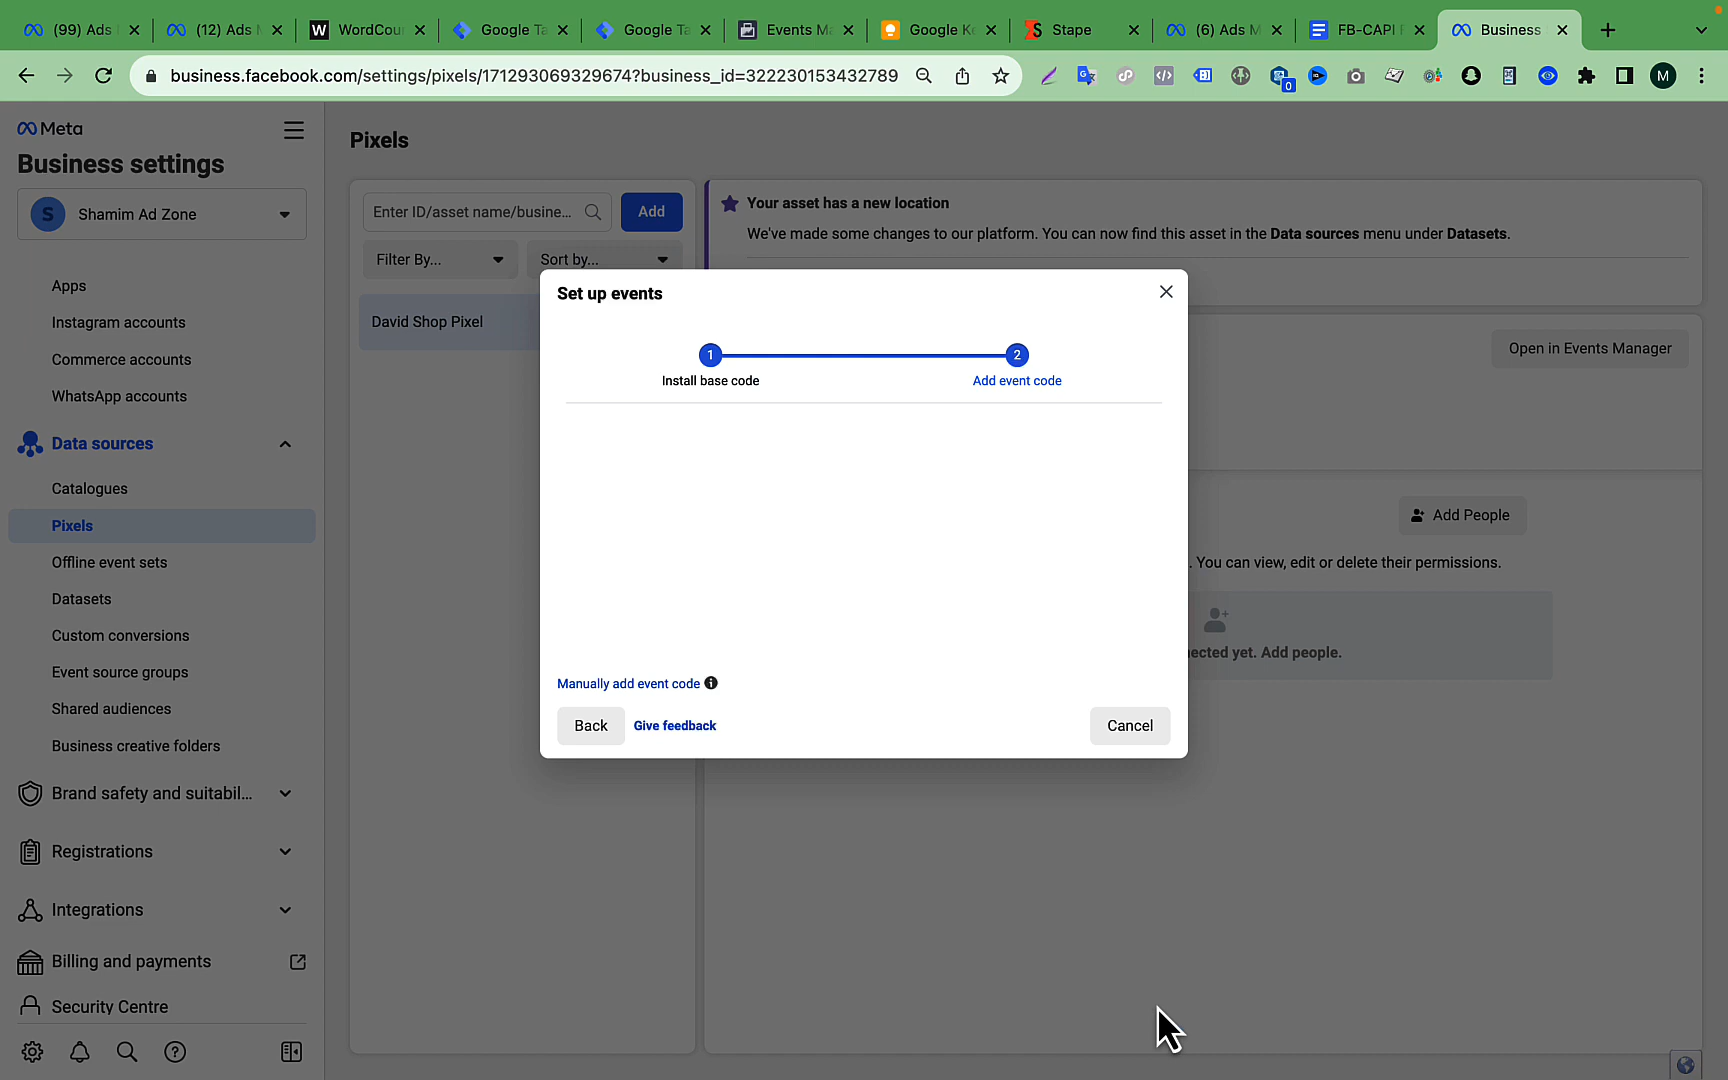 (99) Ads
(12) Ads M
WordCou
Google Ta
Google Ta
Events Ma
Google Ke
Stape
(6) Ads M
FB-CAPI
Business
business.facebook.com/settings/pixels/171293069329674?business_id=322230153432789
0
M
Meta
Business settings
S
Shamim Ad Zone
Apps
Instagram accounts
Commerce accounts
WhatsApp accounts
Data sources
Catalogues
Pixels
Offline event sets
Datasets
Custom conversions
Event source groups
Shared audiences
Business creative folders
Brand safety and suitabil...
Registrations
Integrations
Billing and payments
Security Centre
Pixels
Enter ID/asset name/busine...
Add
Filter By...
Sort by...
David Shop Pixel
Your asset has a new location
We've made some changes to our platform. You can now find this asset in the Data sources menu under Datasets.
Open in Events Manager
Add People
. You can view, edit or delete their permissions.
ected yet. Add people.
Set up events
1
2
Install base code
Add event code
Manually add event code
Back
Give feedback
Cancel